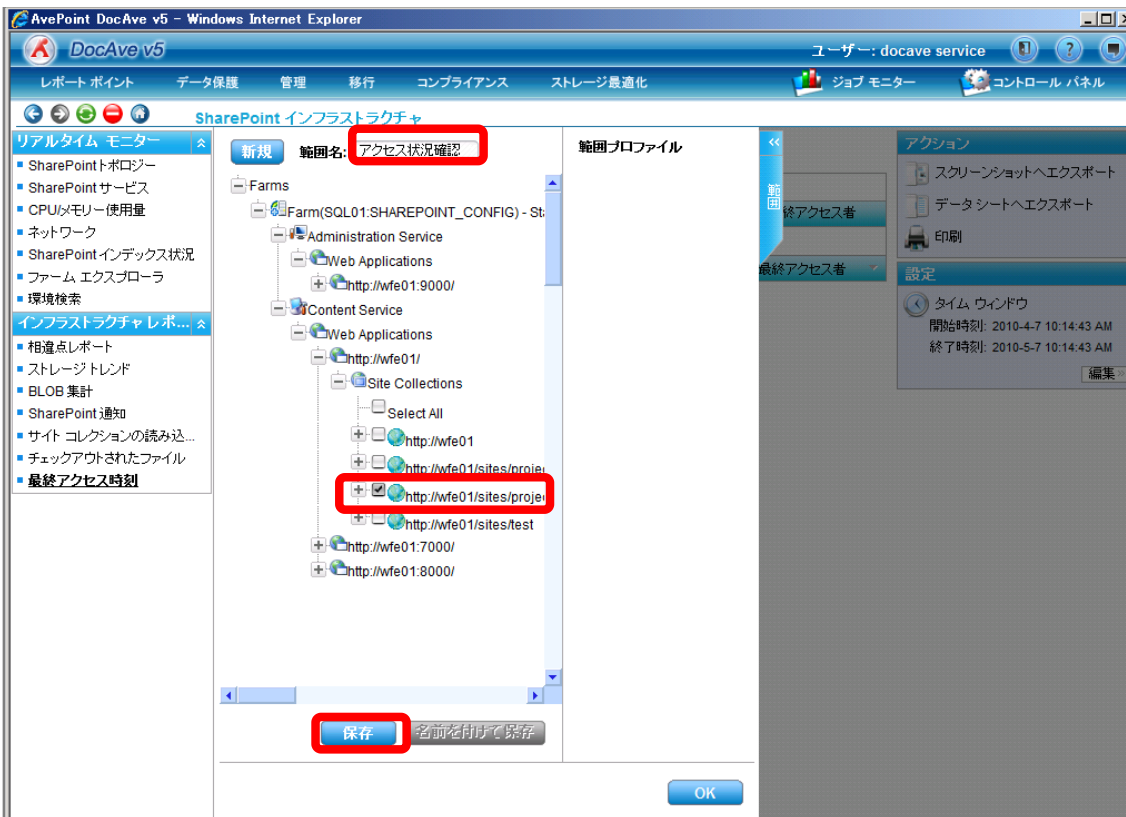 AvePoint DocAve v5 - Windows Internet Explorer
DocAve v5
ユーザー: docave service
レポート ポイント データ保護 管理 移行 コンプライアンス ストレージ最適化 ジョブ モニター コントロール パネル
SharePoint インフラストラクチャ
リアルタイム モニター
SharePointトポロジー
SharePoint サービス
CPU/メモリー使用量
ネットワーク
SharePoint インデックス状況
ファーム エクスプローラ
環境検索
インフラストラクチャ レポ...
相違点レポート
ストレージ トレンド
BLOB 集計
SharePoint 通知
サイト コレクションの読み込...
チェックアウトされたファイル
最終アクセス時刻
新規 範囲名: アクセス状況確認
Farms
Farm(SQL01:SHAREPOINT_CONFIG) - St
Administration Service
Web Applications
http://wfe01:9000/
Content Service
Web Applications
http://wfe01/
Site Collections
Select All
http://wfe01
http://wfe01/sites/proje
http://wfe01/sites/proje
http://wfe01/sites/test
http://wfe01:7000/
http://wfe01:8000/
保存 名前を付けて保存
範囲プロファイル
OK
範囲
終アクセス者
最終アクセス者
アクション
スクリーンショットへエクスポート
データ シートへエクスポート
印刷
設定
タイム ウィンドウ
開始時刻: 2010-4-7 10:14:43 AM
終了時刻: 2010-5-7 10:14:43 AM
編集